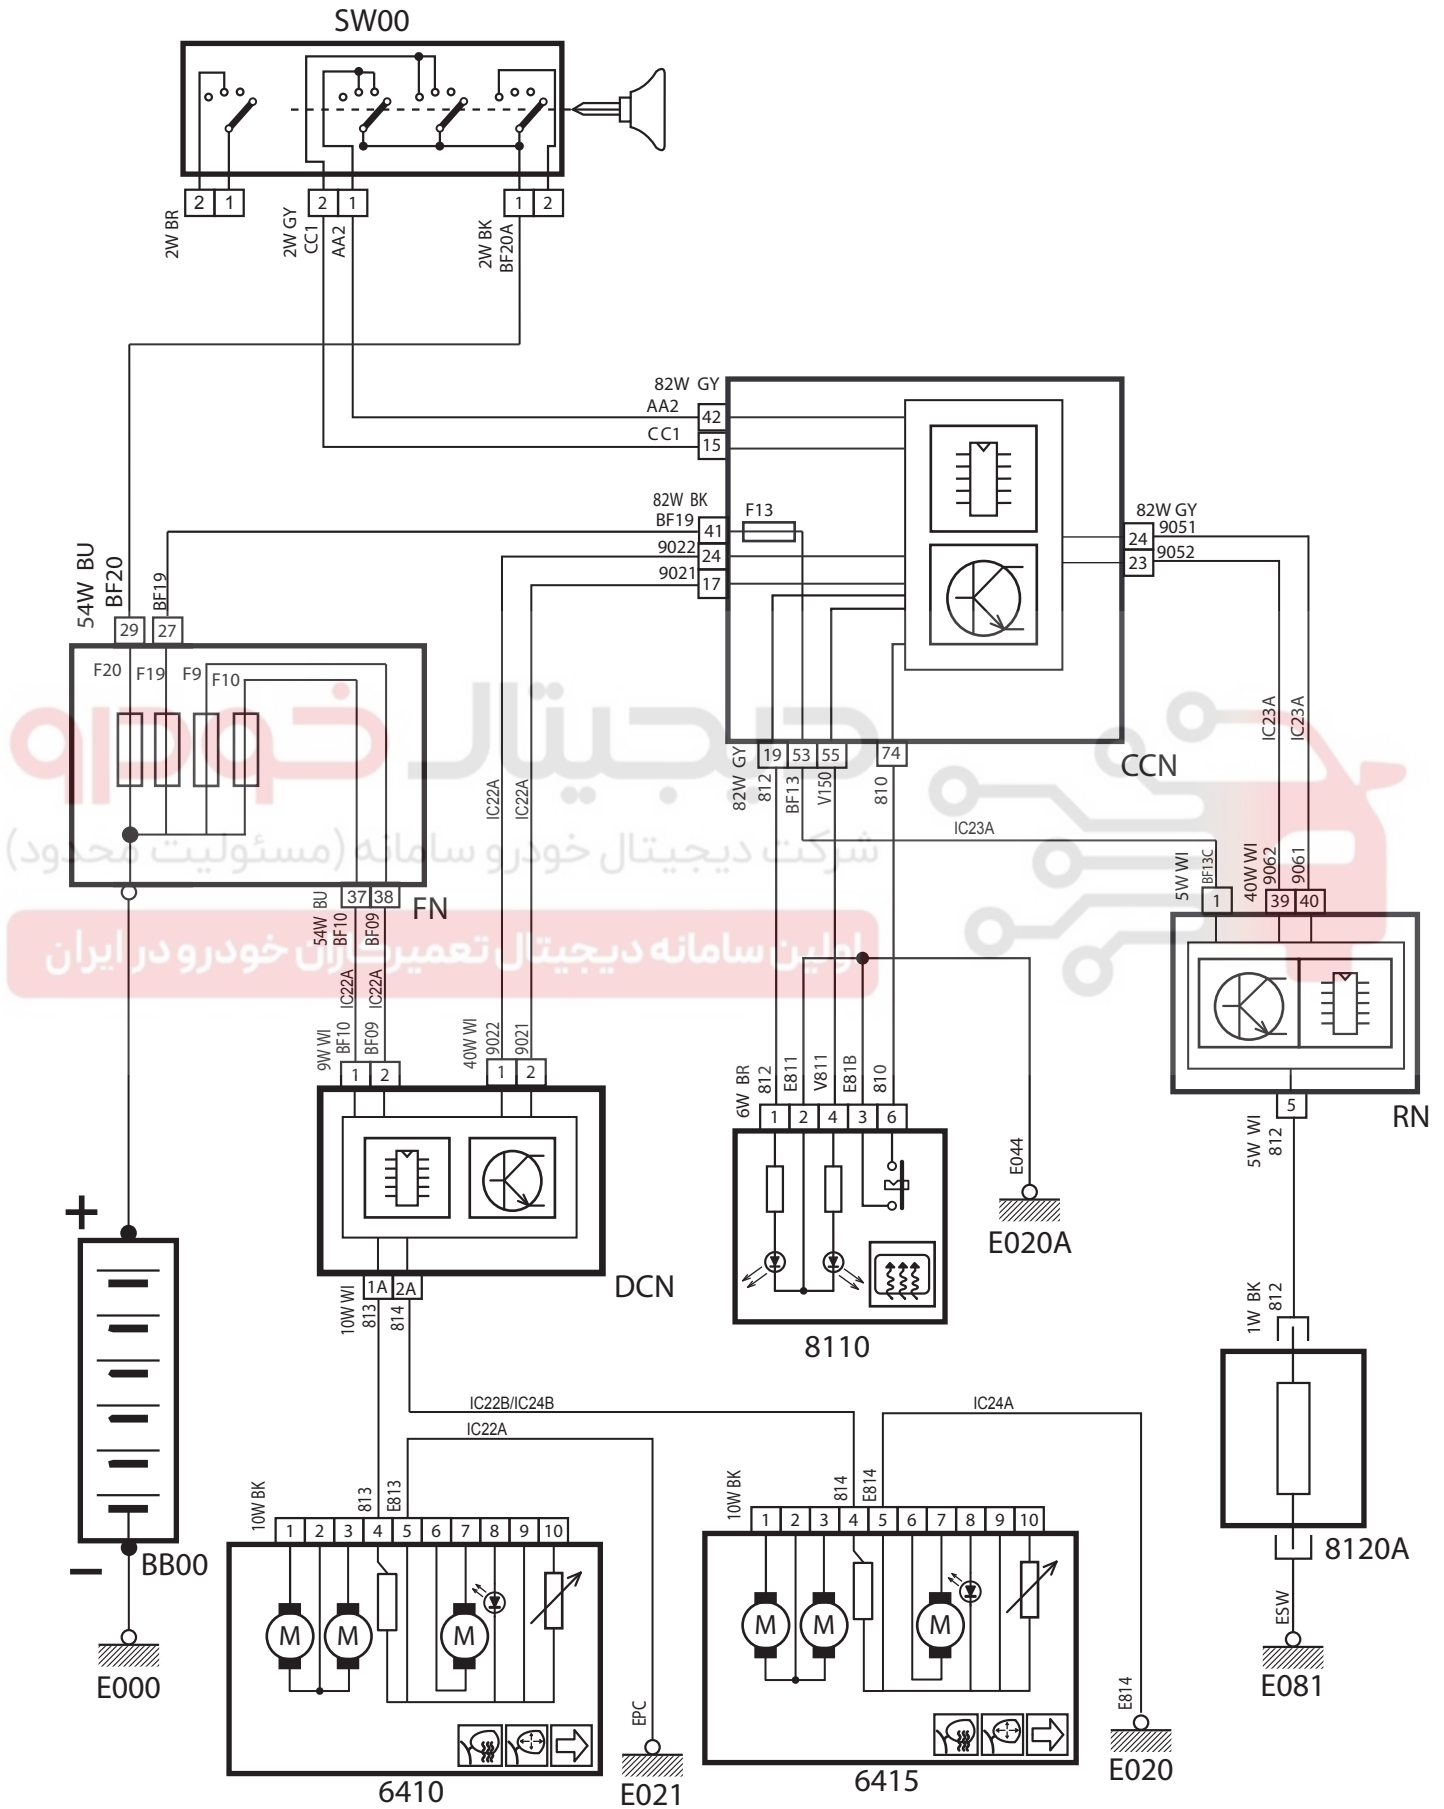 SW00
2 1
2 1
1 2
2W BR
2W GY
CC1
AA2
2W BK
BF20A
82W GY
AA2
42
CC1
15
82W BK
BF19
41
F13
9022
24
9021
17
82W GY
9051
24
9052
23
54W BU
BF20
BF19
29
27
F20
F19
F9
F10
IC22A
IC22A
IC23A
IC23A
دیجیتال خودرو
شرکت دیجیتال خودرو سامانه (مسئولیت محدود)
اولین سامانه دیجیتال تعمیرکاران خودرو در ایران
19 53 55 74
CCN
82W GY
812
BF13
V150
810
IC23A
5W WI
BF13C
40W WI
9062
9061
1
39 40
37 38
FN
54W BU
BF10
BF09
IC22A
IC22A
9W WI
BF10
BF09
40W WI
9022
9021
1 2
1 2
6W BR
812
E811
V811
E81B
810
1 2 4 3 6
E044
E020A
5
RN
5W WI
812
DCN
1A 2A
10W WI
813
814
8110
1W BK
812
+
−
BB00
E000
IC22B/IC24B
IC22A
IC24A
10W BK
813
E813
1 2 3 4 5 6 7 8 9 10
M M M
10W BK
814
E814
1 2 3 4 5 6 7 8 9 10
M M M
8120A
ESW
E081
EPC
E021
E814
E020
6410
6415